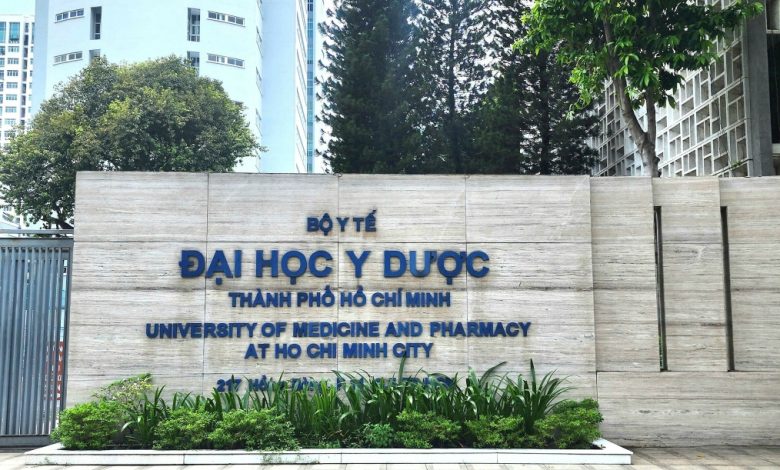 BỘ Y TẾ
ĐẠI HỌC Y DƯỢC
THÀNH PHỐ HỒ CHÍ MINH
UNIVERSITY OF MEDICINE AND PHARMACY
AT HO CHI MINH CITY
217